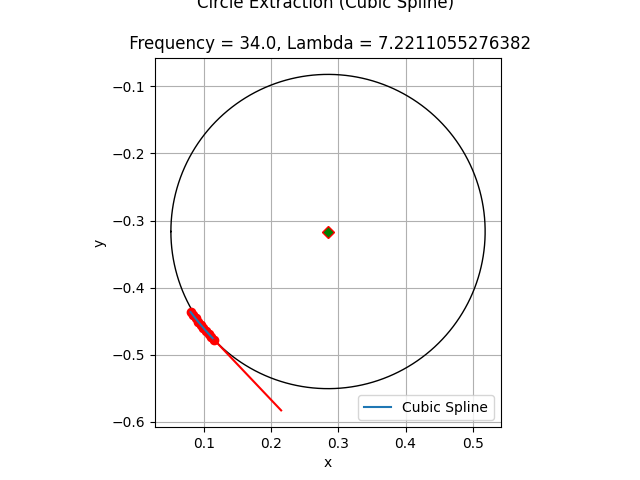 Circle Extraction (Cubic Spline)
Frequency = 34.0, Lambda = 7.2211055276382
−0.1
−0.2
−0.3
−0.4
−0.5
−0.6
y
0.1 0.2 0.3 0.4 0.5
x
Cubic Spline